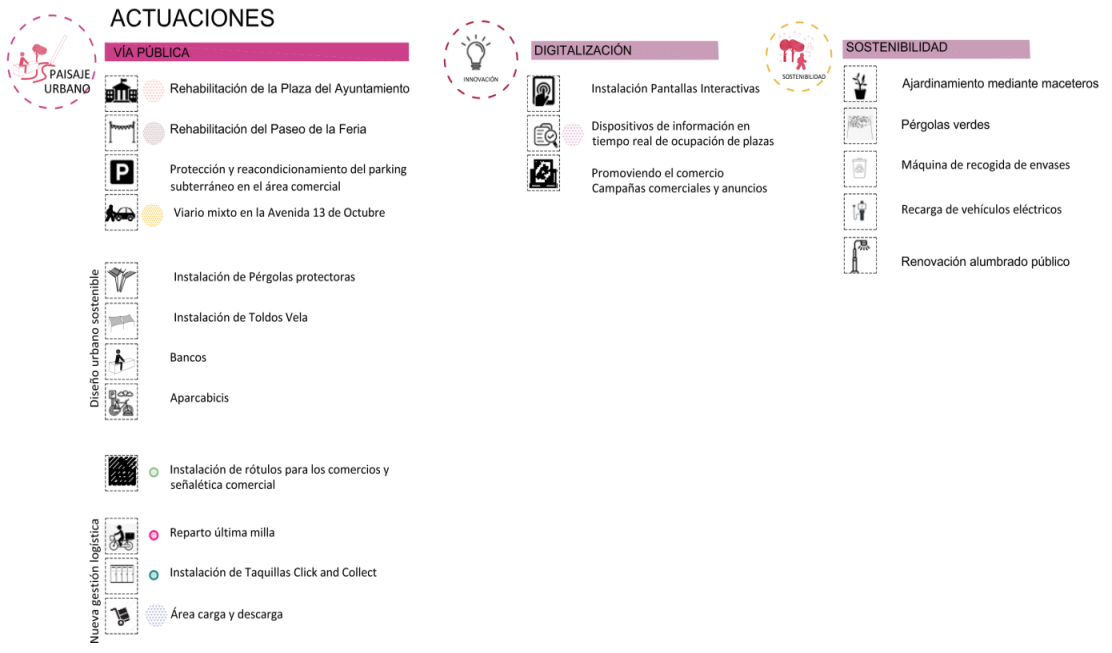 ACTUACIONES
PAISAJE
URBANO
VÍA PÚBLICA
Rehabilitación de la Plaza del Ayuntamiento
Rehabilitación del Paseo de la Feria
P
Protección y reacondicionamiento del parking
subterráneo en el área comercial
Viario mixto en la Avenida 13 de Octubre
Diseño urbano sostenible
Instalación de Pérgolas protectoras
Instalación de Toldos Vela
Bancos
P
Aparcabicis
Instalación de rótulos para los comercios y
señalética comercial
Nueva gestión logística
Reparto última milla
Instalación de Taquillas Click and Collect
Área carga y descarga
INNOVACIÓN
DIGITALIZACIÓN
Instalación Pantallas Interactivas
Dispositivos de información en
tiempo real de ocupación de plazas
Promoviendo el comercio
Campañas comerciales y anuncios
SOSTENIBILIDAD
SOSTENIBILIDAD
Ajardinamiento mediante maceteros
Pérgolas verdes
Máquina de recogida de envases
Recarga de vehículos eléctricos
Renovación alumbrado público